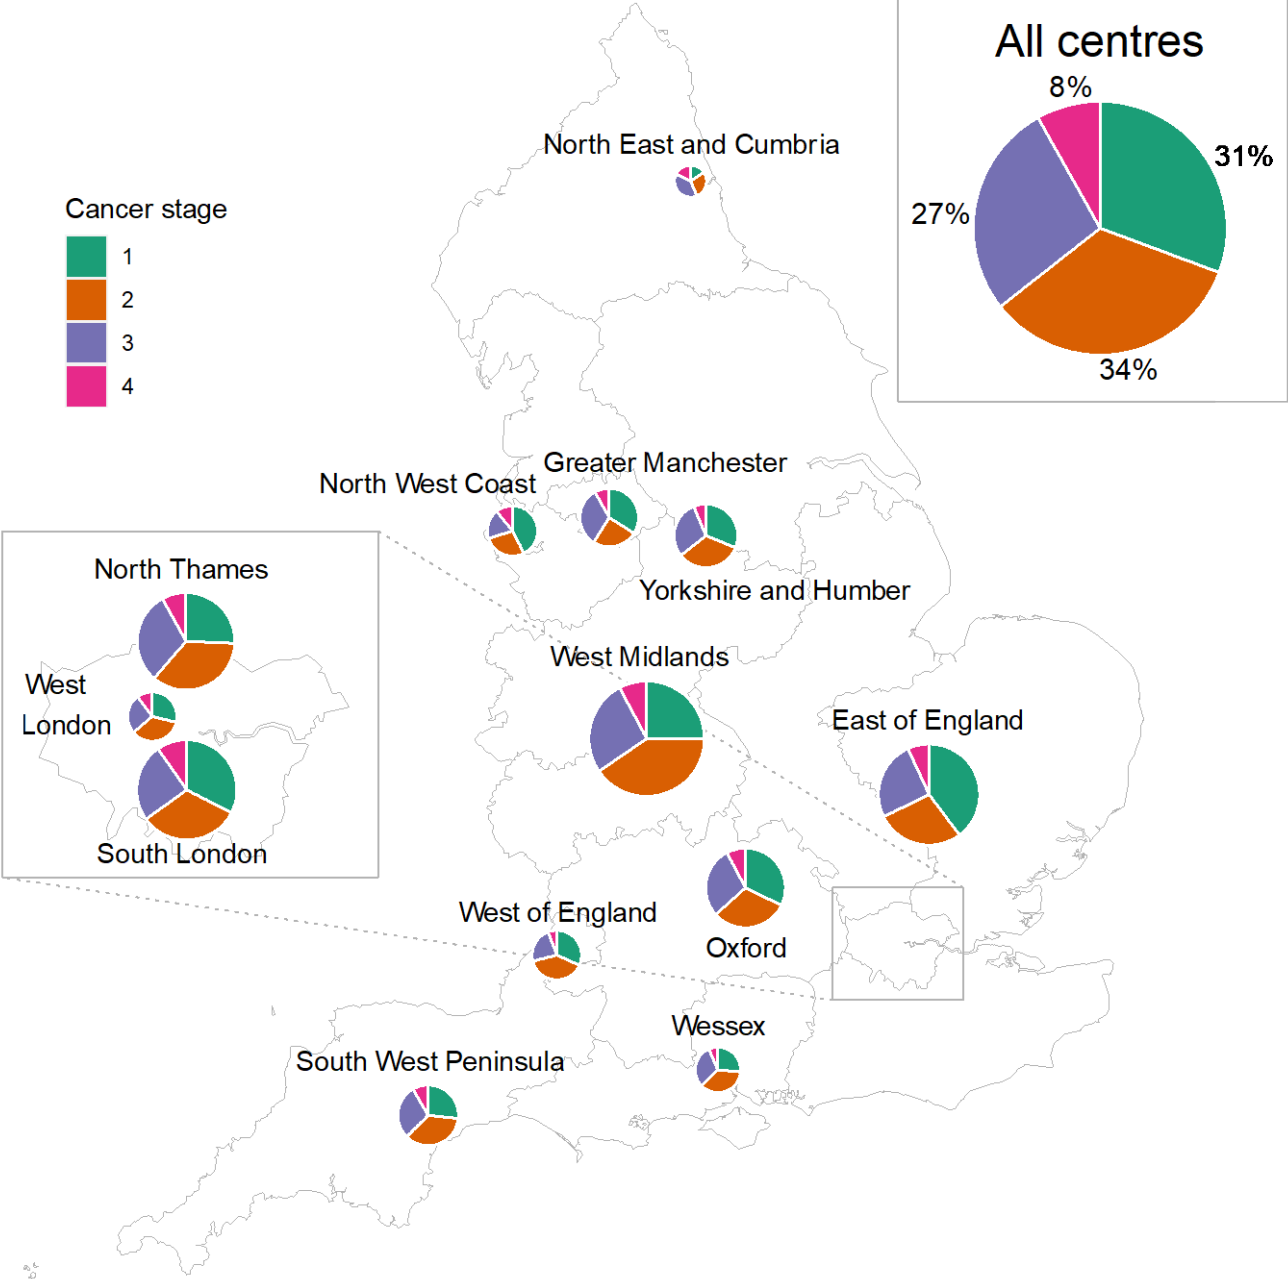 All centres
8%
31%
27%
34%
North East and Cumbria
Cancer stage
1
2
3
4
Greater Manchester
North West Coast
Yorkshire and Humber
North Thames
West Midlands
West
London
East of England
South London
West of England
Oxford
Wessex
South West Peninsula